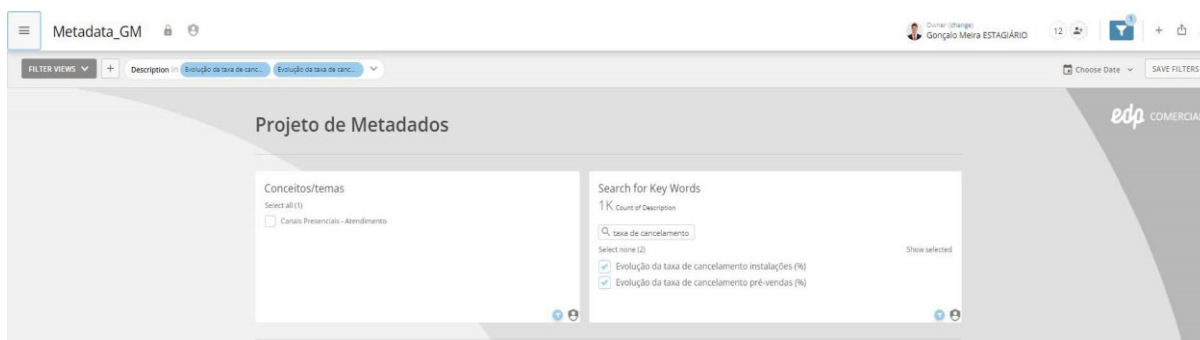 Metadata_GM
Owner (change)
Gonçalo Meira ESTAGIÁRIO
12
1
FILTER VIEWS
Description in Evolução da taxa de canc... Evolução da taxa de canc...
Choose Date
SAVE FILTERS
edp COMERCIAL
Projeto de Metadados
Conceitos/temas
Select all (1)
Canais Presenciais - Atendimento
Search for Key Words
1K Count of Description
taxa de cancelamento
Select none (2)
Show selected
Evolução da taxa de cancelamento instalações (%)
Evolução da taxa de cancelamento pré-vendas (%)